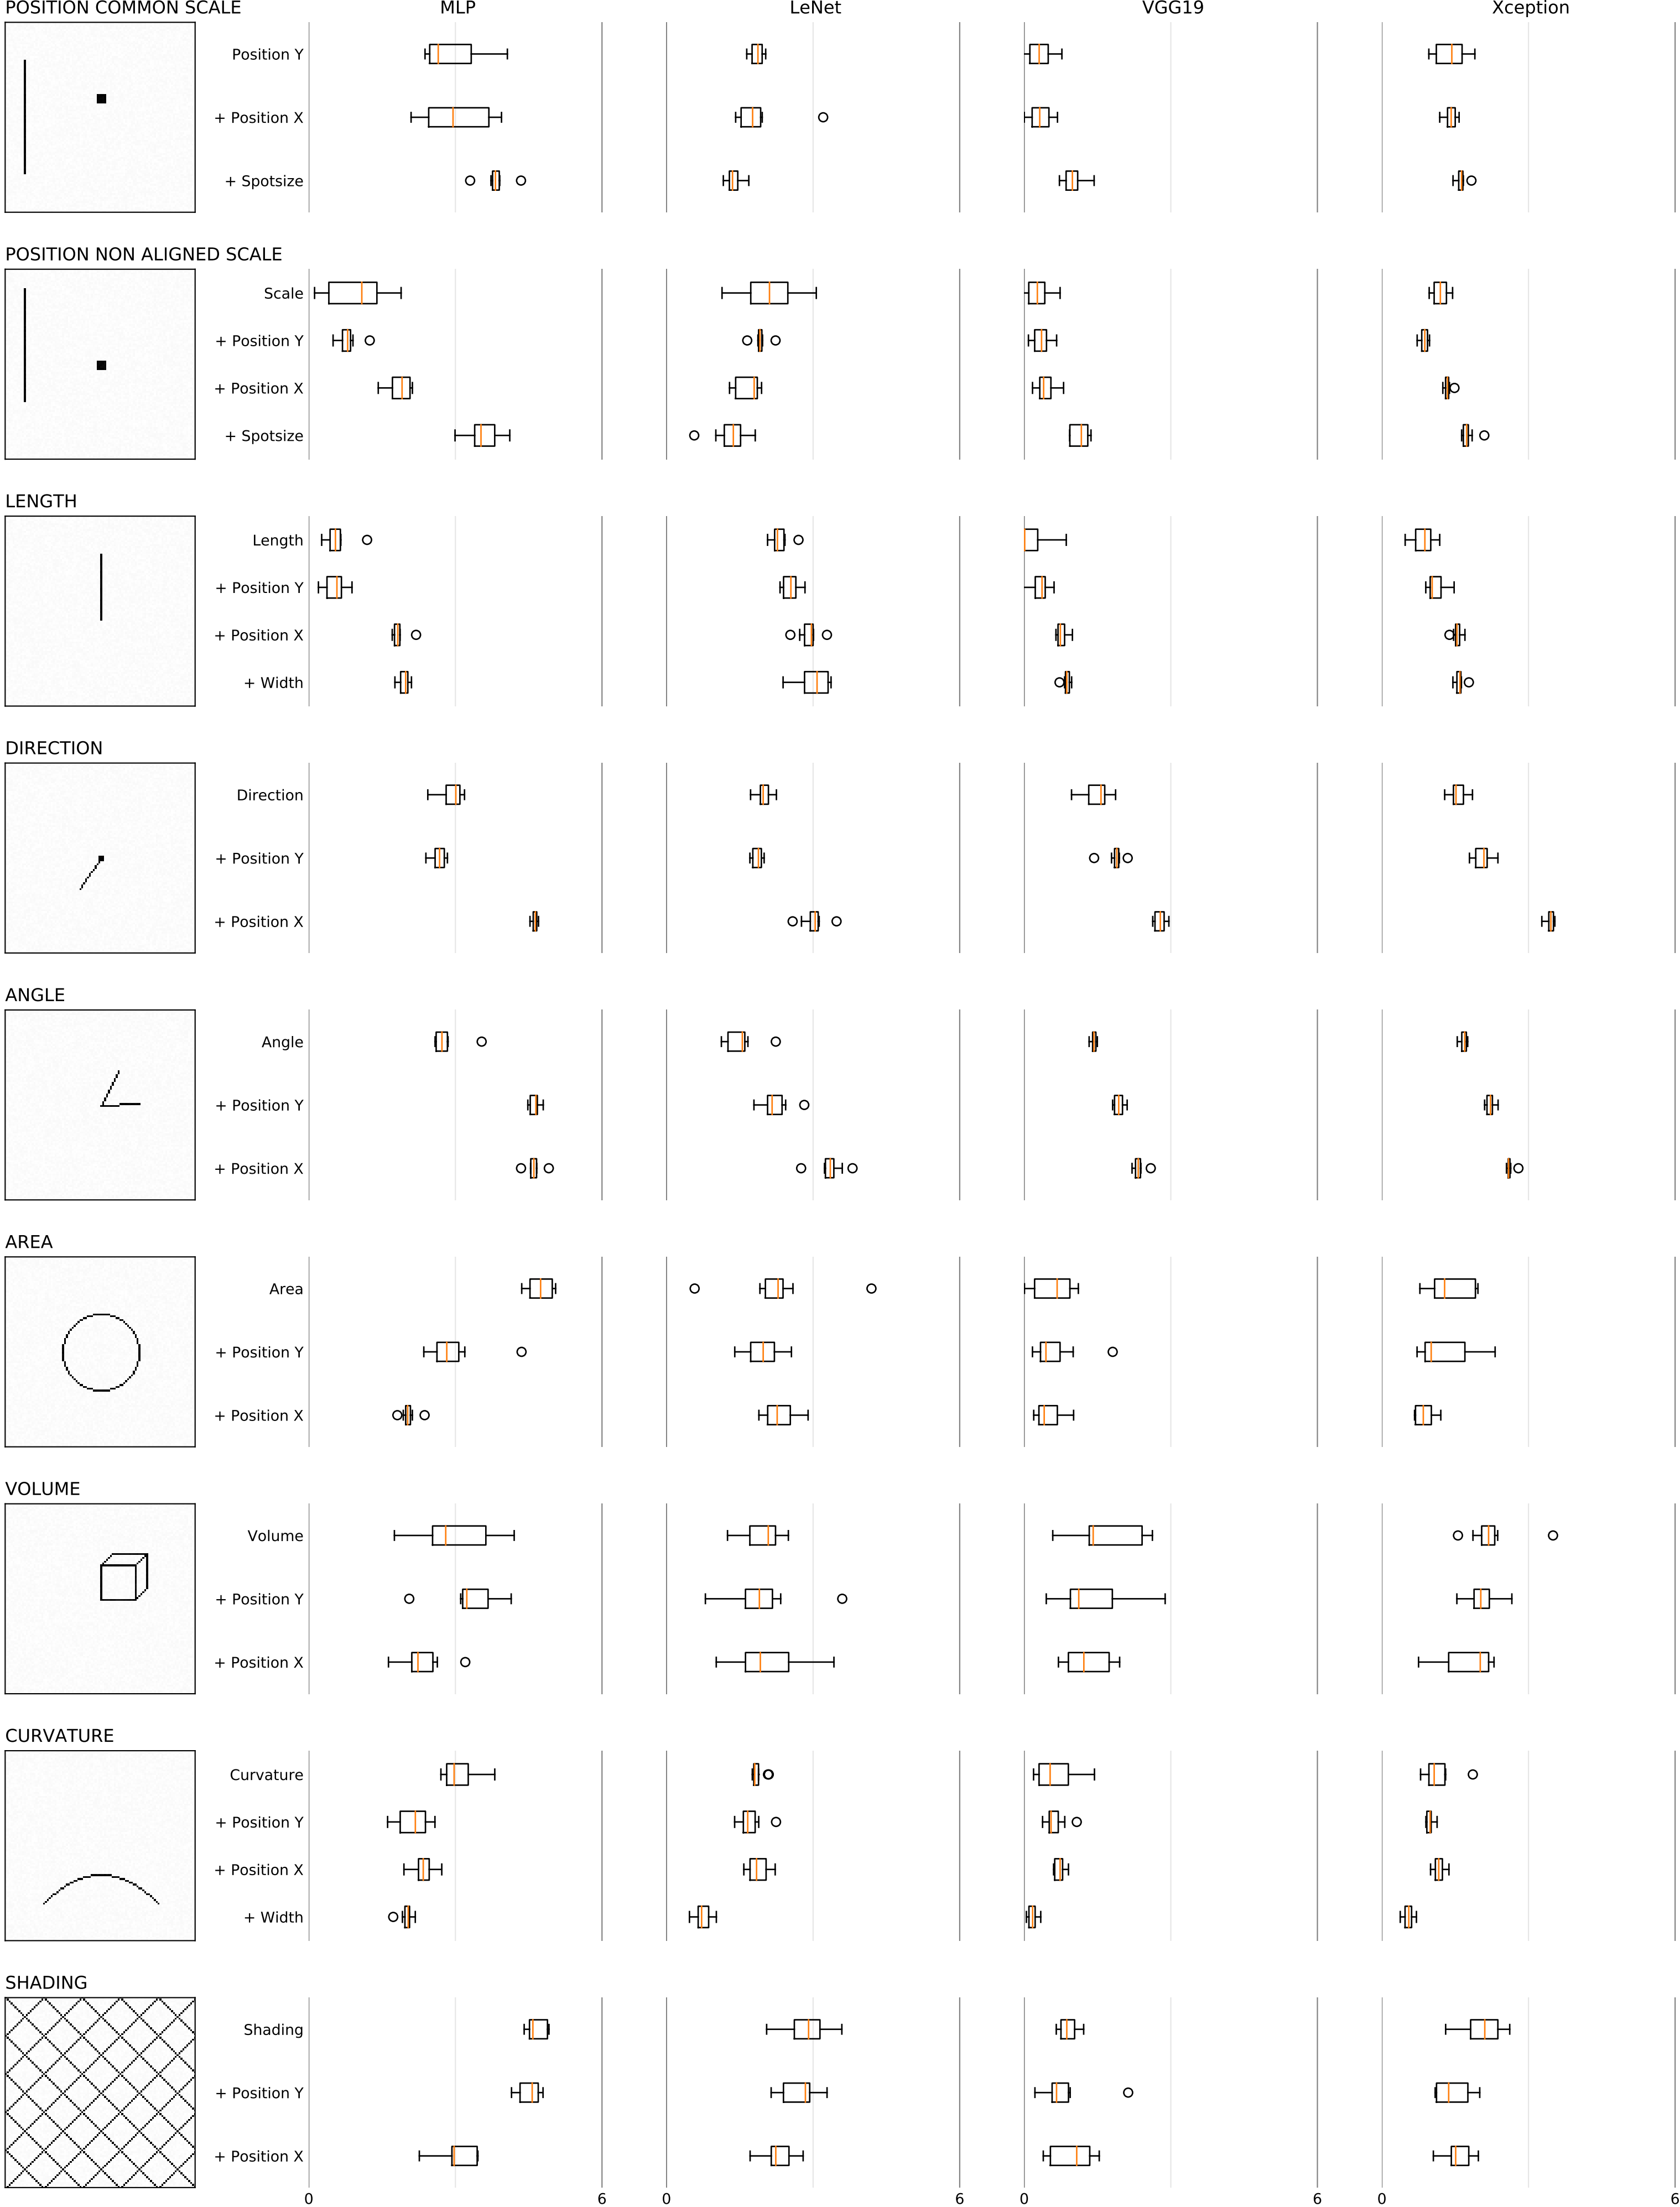 POSITION COMMON SCALE MLP LeNet VGG19 Xception
Position Y
+ Position X
+ Spotsize
POSITION NON ALIGNED SCALE
Scale
+ Position Y
+ Position X
+ Spotsize
LENGTH
Length
+ Position Y
+ Position X
+ Width
DIRECTION
Direction
+ Position Y
+ Position X
ANGLE
Angle
+ Position Y
+ Position X
AREA
Area
+ Position Y
+ Position X
VOLUME
Volume
+ Position Y
+ Position X
CURVATURE
Curvature
+ Position Y
+ Position X
+ Width
SHADING
Shading
+ Position Y
+ Position X
0 6 0 6 0 6 0 6